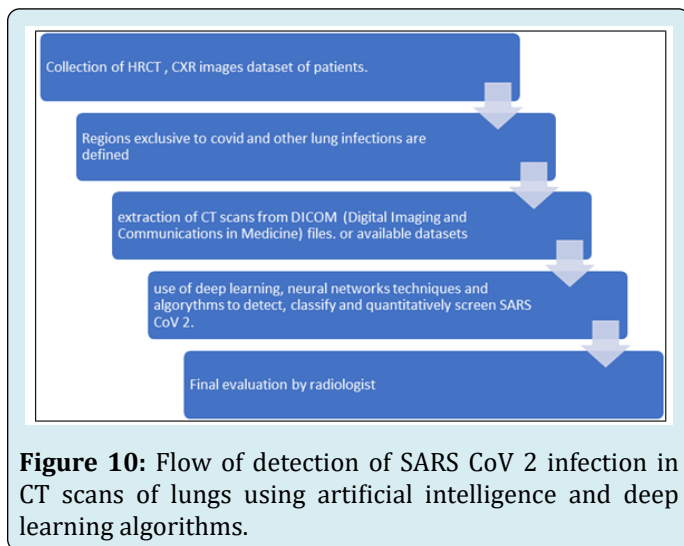 Collection of HRCT , CXR images dataset of patients.
Regions exclusive to covid and other lung infections are
defined
extraction of CT scans from DICOM (Digital Imaging and
Communications in Medicine) files. or available datasets
use of deep learning, neural networks techniques and
algorythms to detect, classify and quantitatively screen SARS
CoV 2.
Final evaluation by radiologist
Figure 10: Flow of detection of SARS CoV 2 infection in
CT scans of lungs using artificial intelligence and deep
learning algorithms.